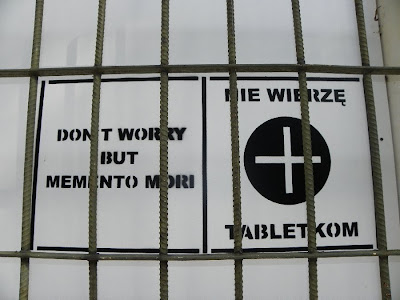 DON'T WORRY
BUT
MEMENTO MORI
NIE WIERZĘ
TABLETKOM